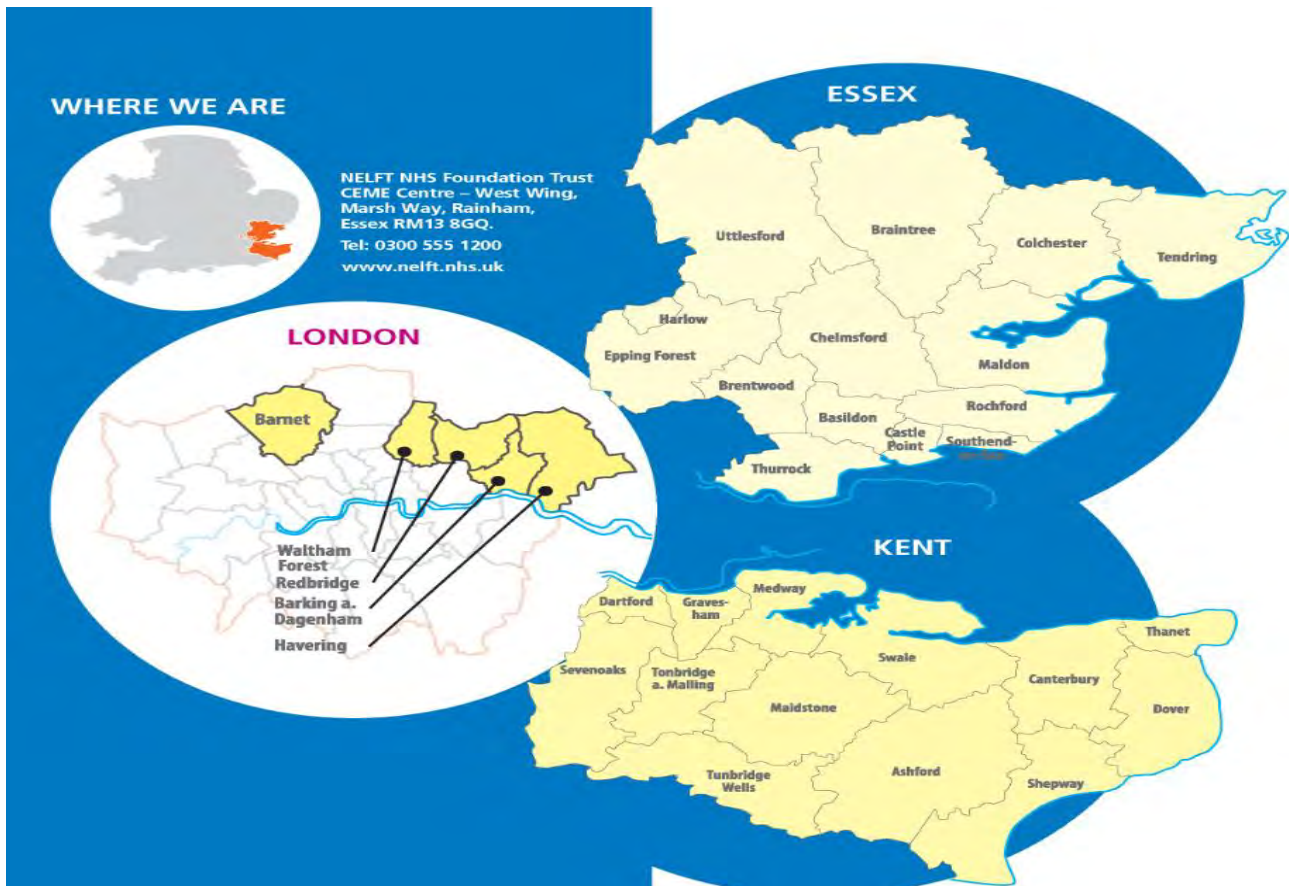 WHERE WE ARE
NELFT NHS Foundation Trust
CEME Centre – West Wing,
Marsh Way, Rainham,
Essex RM13 8GQ.
Tel: 0300 555 1200
www.nelft.nhs.uk
LONDON
Barnet
Waltham
Forest
Redbridge
Barking a.
Dagenham
Havering
ESSEX
Uttlesford
Braintree
Colchester
Tendring
Harlow
Epping Forest
Chelmsford
Maldon
Brentwood
Basildon
Rochford
Castle
Point
Southend-
Thurrock
KENT
Dartford
Graves-
ham
Medway
Thanet
Sevenoaks
Tonbridge
a. Malling
Swale
Canterbury
Maidstone
Dover
Tunbridge
Wells
Ashford
Shepway